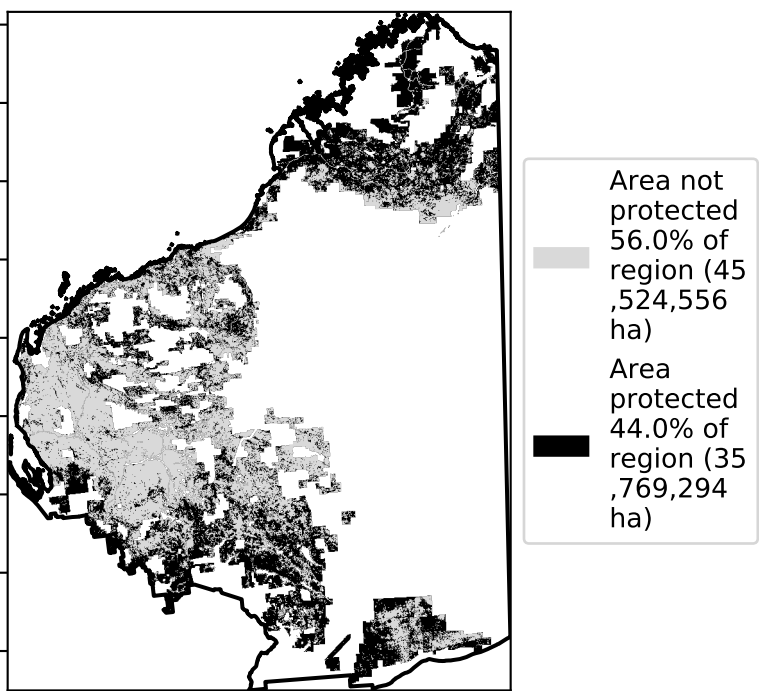 Area not
protected
56.0% of
region (45
,524,556
ha)
Area
protected
44.0% of
region (35
,769,294
ha)